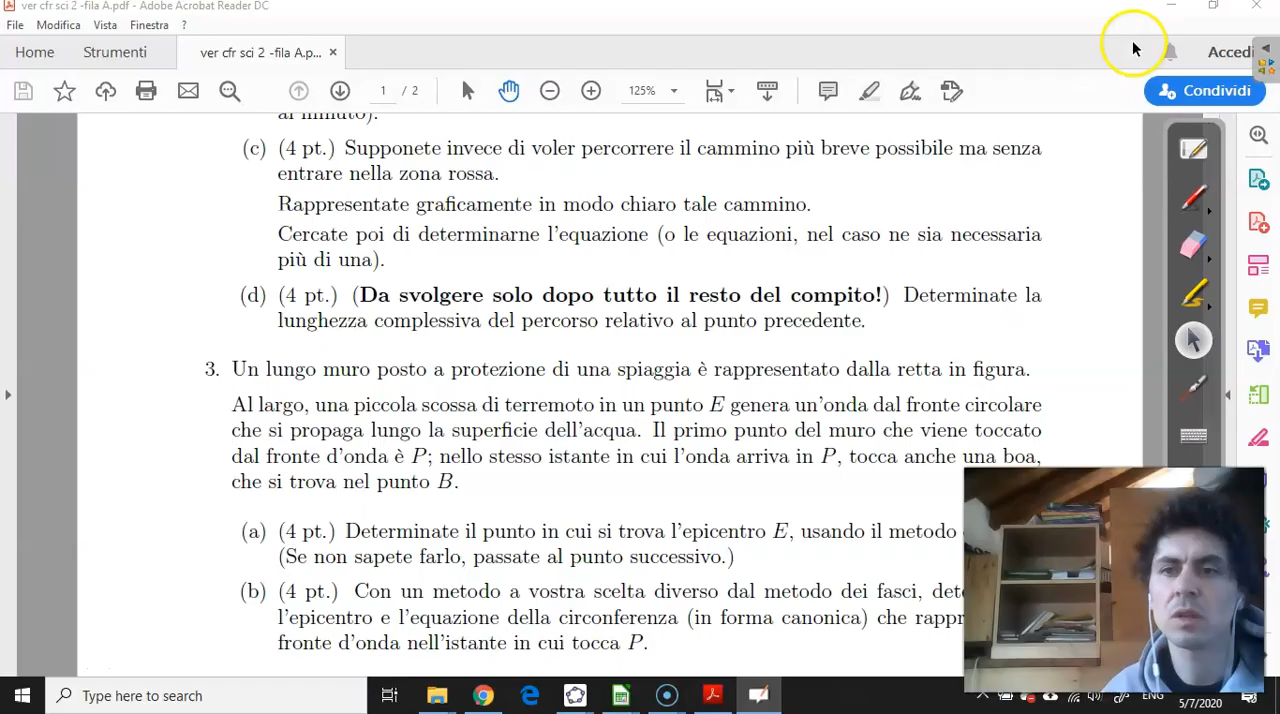 ver cfr sci 2 -fila A.pdf - Adobe Acrobat Reader DC
File Modifica Vista Finestra ?
Home Strumenti ver cfr sci 2 -fila A.p... × Accedi
1 / 2 125% Condividi
al minuto).
(c) (4 pt.) Supponete invece di voler percorrere il cammino più breve possibile ma senza
entrare nella zona rossa.
Rappresentate graficamente in modo chiaro tale cammino.
Cercate poi di determinarne l'equazione (o le equazioni, nel caso ne sia necessaria
più di una).
(d) (4 pt.) (Da svolgere solo dopo tutto il resto del compito!) Determinate la
lunghezza complessiva del percorso relativo al punto precedente.
3. Un lungo muro posto a protezione di una spiaggia è rappresentato dalla retta in figura.
Al largo, una piccola scossa di terremoto in un punto E genera un'onda dal fronte circolare
che si propaga lungo la superficie dell'acqua. Il primo punto del muro che viene toccato
dal fronte d'onda è P; nello stesso istante in cui l'onda arriva in P, tocca anche una boa,
che si trova nel punto B.
(a) (4 pt.) Determinate il punto in cui si trova l'epicentro E, usando il metodo
(Se non sapete farlo, passate al punto successivo.)
(b) (4 pt.) Con un metodo a vostra scelta diverso dal metodo dei fasci, dete
l'epicentro e l'equazione della circonferenza (in forma canonica) che rappr
fronte d'onda nell'istante in cui tocca P.
Type here to search ENG
5/7/2020